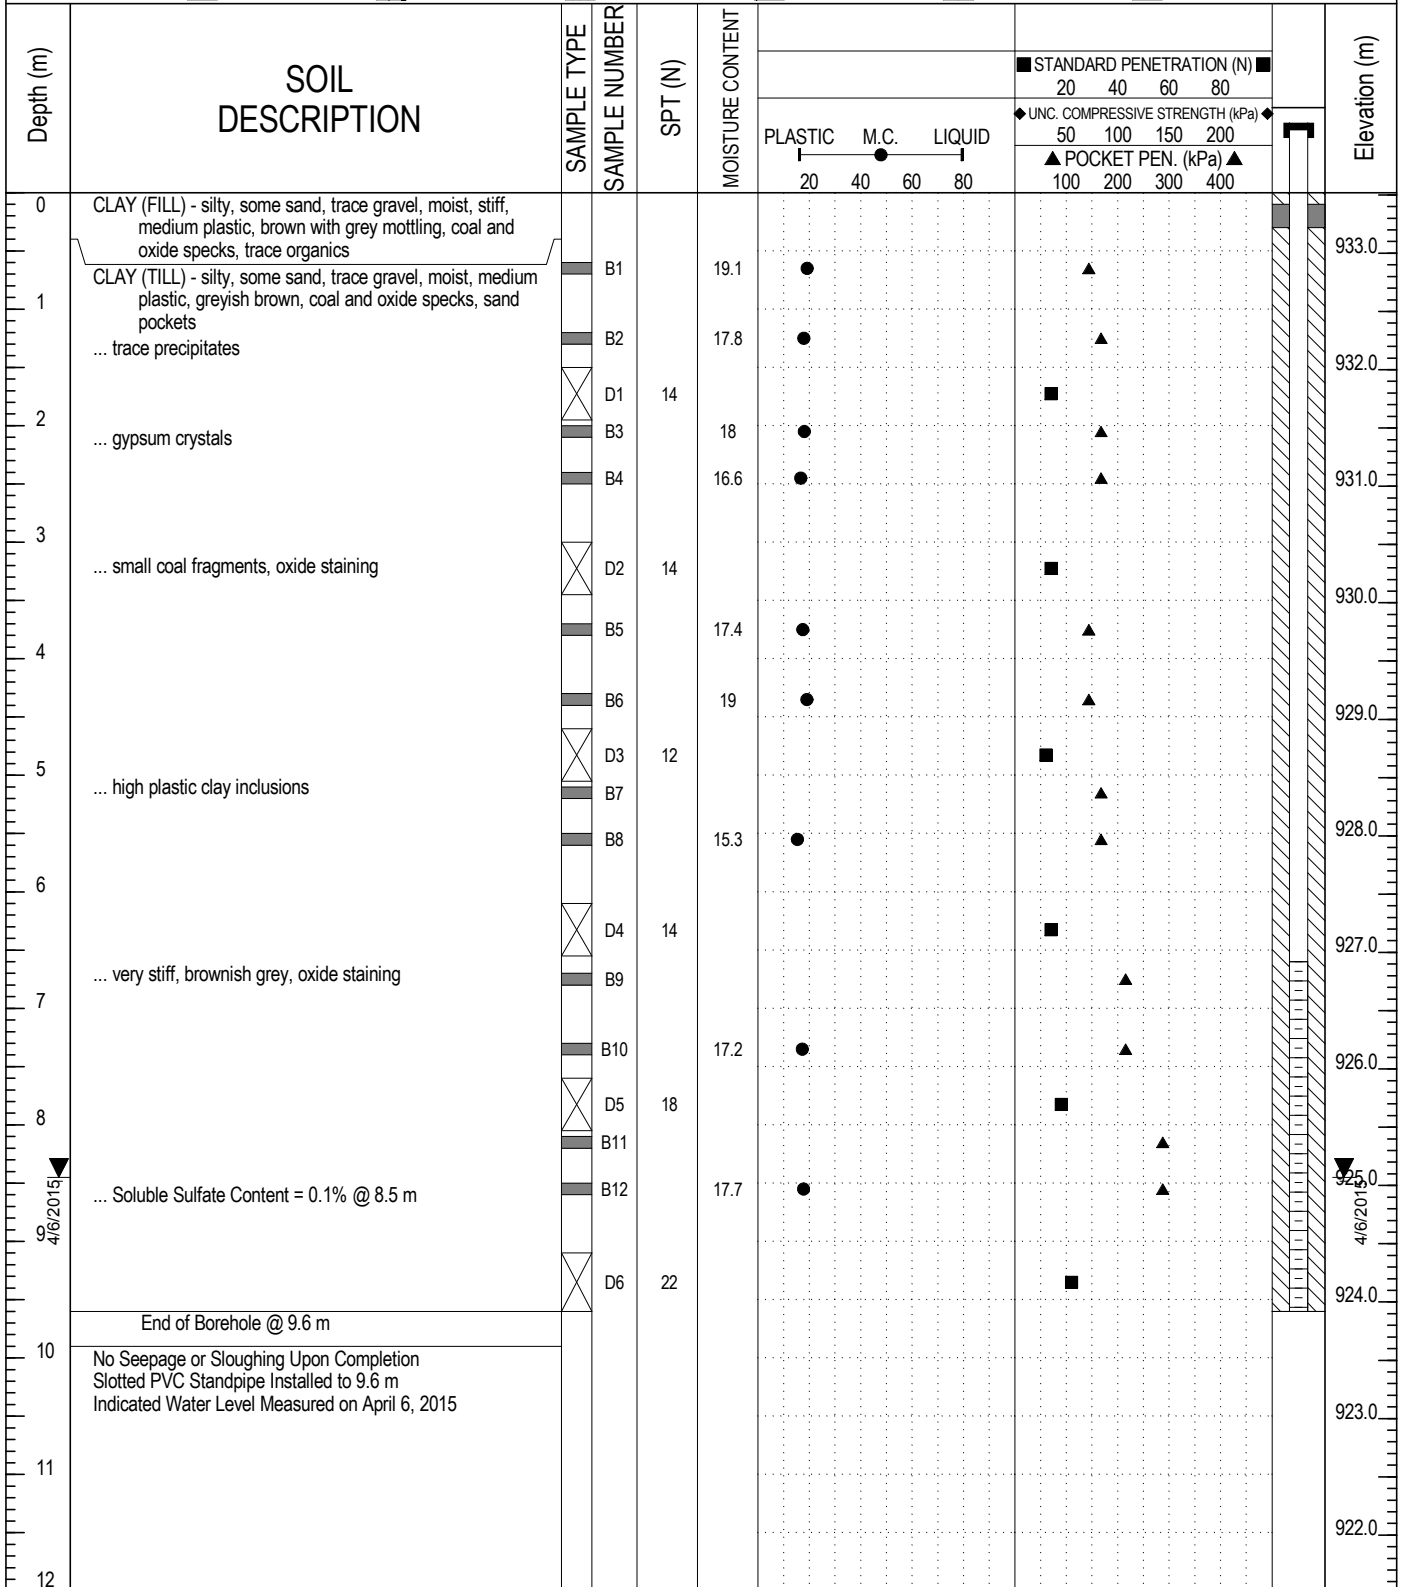 Depth (m)
SOIL
DESCRIPTION
SAMPLE TYPE
SAMPLE NUMBER
SPT (N)
MOISTURE CONTENT
PLASTIC M.C. LIQUID
20 40 60 80
■ STANDARD PENETRATION (N) ■
20 40 60 80
◆ UNC. COMPRESSIVE STRENGTH (kPa) ◆
50 100 150 200
▲ POCKET PEN. (kPa) ▲
100 200 300 400
Elevation (m)
0
CLAY (FILL) - silty, some sand, trace gravel, moist, stiff,
medium plastic, brown with grey mottling, coal and
oxide specks, trace organics
933.0
CLAY (TILL) - silty, some sand, trace gravel, moist, medium
B1 19.1
plastic, greyish brown, coal and oxide specks, sand
1
pockets
B2 17.8
... trace precipitates
932.0
D1 14
2
B3 18
... gypsum crystals
B4 16.6
931.0
3
... small coal fragments, oxide staining
D2 14
930.0
B5 17.4
4
B6 19
929.0
D3 12
5
... high plastic clay inclusions
B7
928.0
B8 15.3
6
D4 14
927.0
... very stiff, brownish grey, oxide staining
B9
7
B10 17.2
926.0
D5 18
8
B11
925.0
... Soluble Sulfate Content = 0.1% @ 8.5 m
B12 17.7
4/6/2015
4/6/2015
9
D6 22
924.0
End of Borehole @ 9.6 m
10
No Seepage or Sloughing Upon Completion
Slotted PVC Standpipe Installed to 9.6 m
Indicated Water Level Measured on April 6, 2015
923.0
11
922.0
12